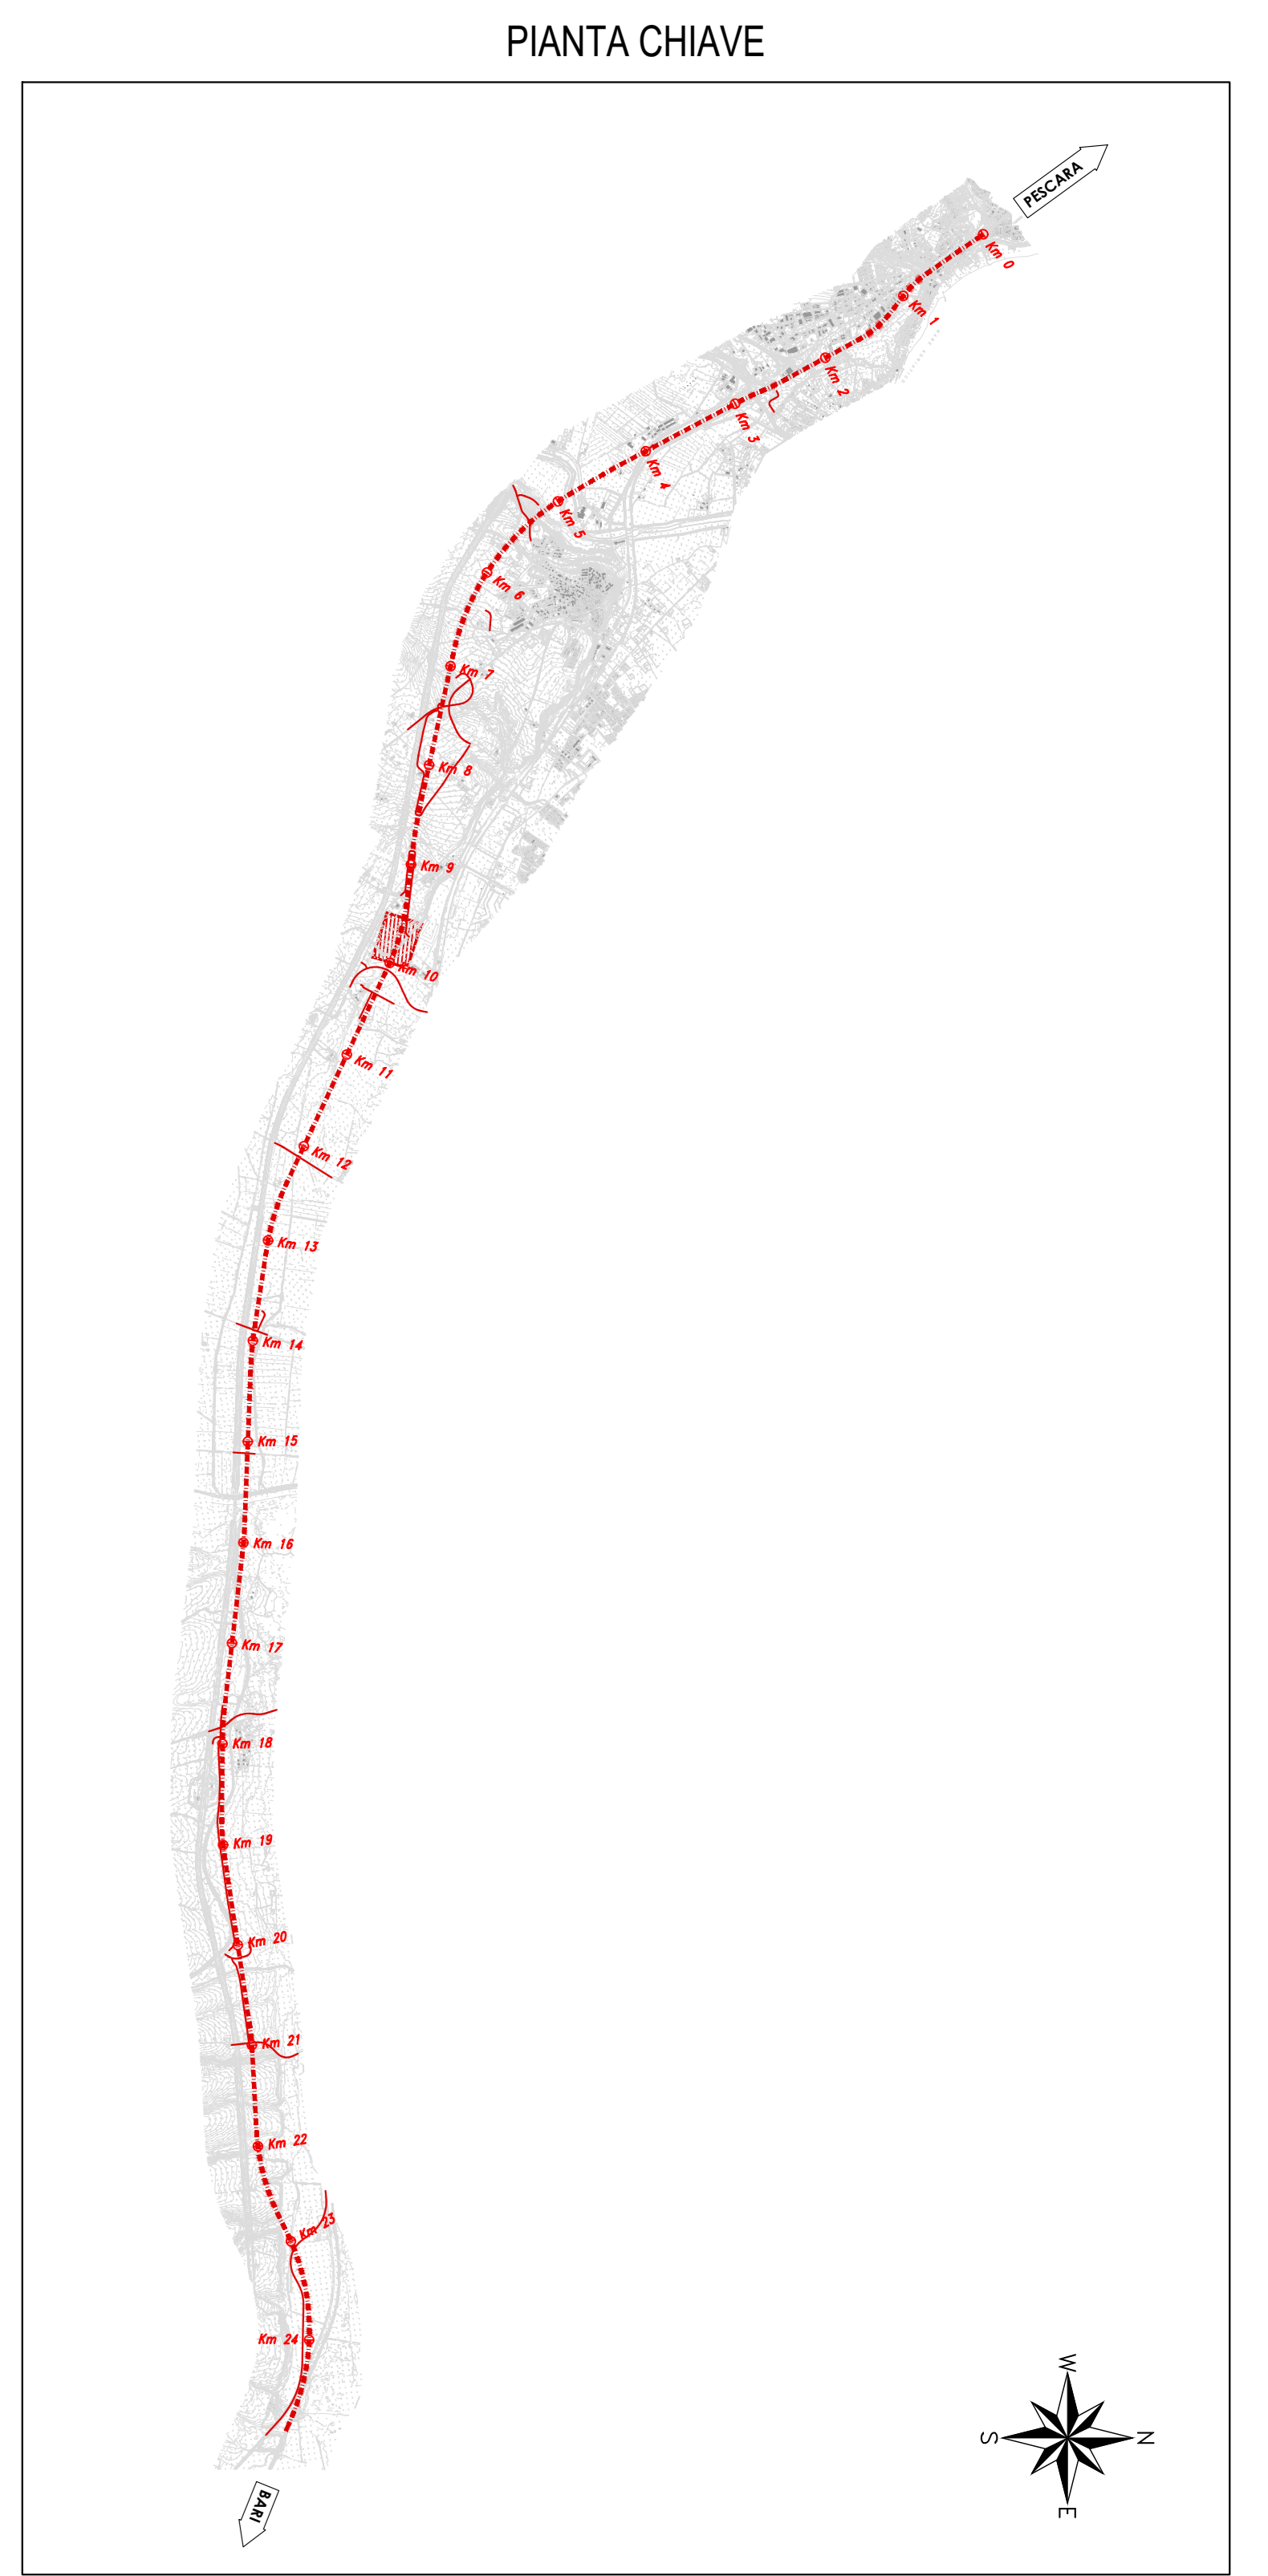 PIANTA CHIAVE
PESCARA
Km 0
Km 1
Km 2
Km 3
Km 4
Km 5
Km 6
Km 7
Km 8
Km 9
Km 10
Km 11
Km 12
Km 13
Km 14
Km 15
Km 16
Km 17
Km 18
Km 19
Km 20
Km 21
Km 22
Km 23
Km 24
W
S
N
E
BARI